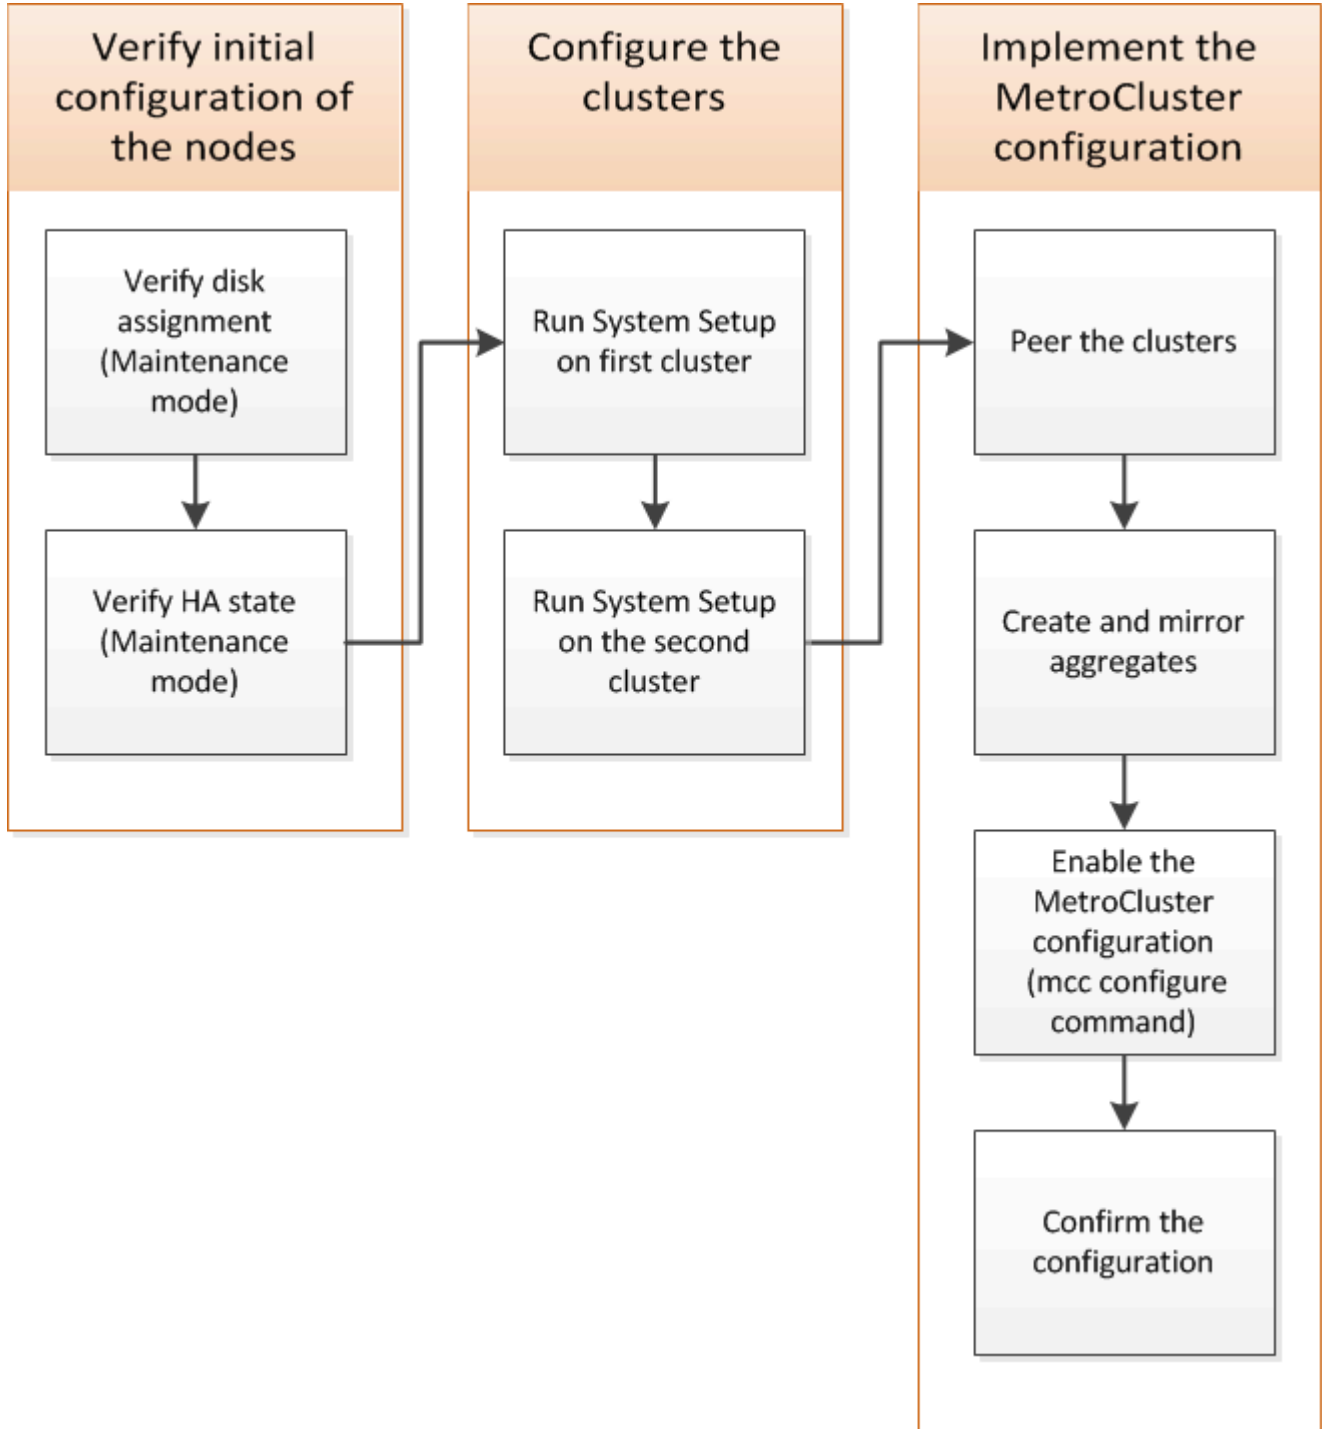 Verify initial
configuration of
the nodes
Verify disk
assignment
(Maintenance
mode)
Verify HA state
(Maintenance
mode)
Configure the
clusters
Run System Setup
on first cluster
Run System Setup
on the second
cluster
Implement the
MetroCluster
configuration
Peer the clusters
Create and mirror
aggregates
Enable the
MetroCluster
configuration
(mcc configure
command)
Confirm the
configuration